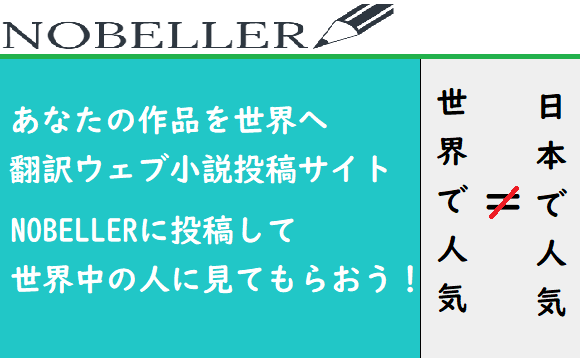 NOBELLER
あなたの作品を世界へ
翻訳ウェブ小説投稿サイト
NOBELLERに投稿して
世界中の人に見てもらおう！
日本で人気
≠
世界で人気